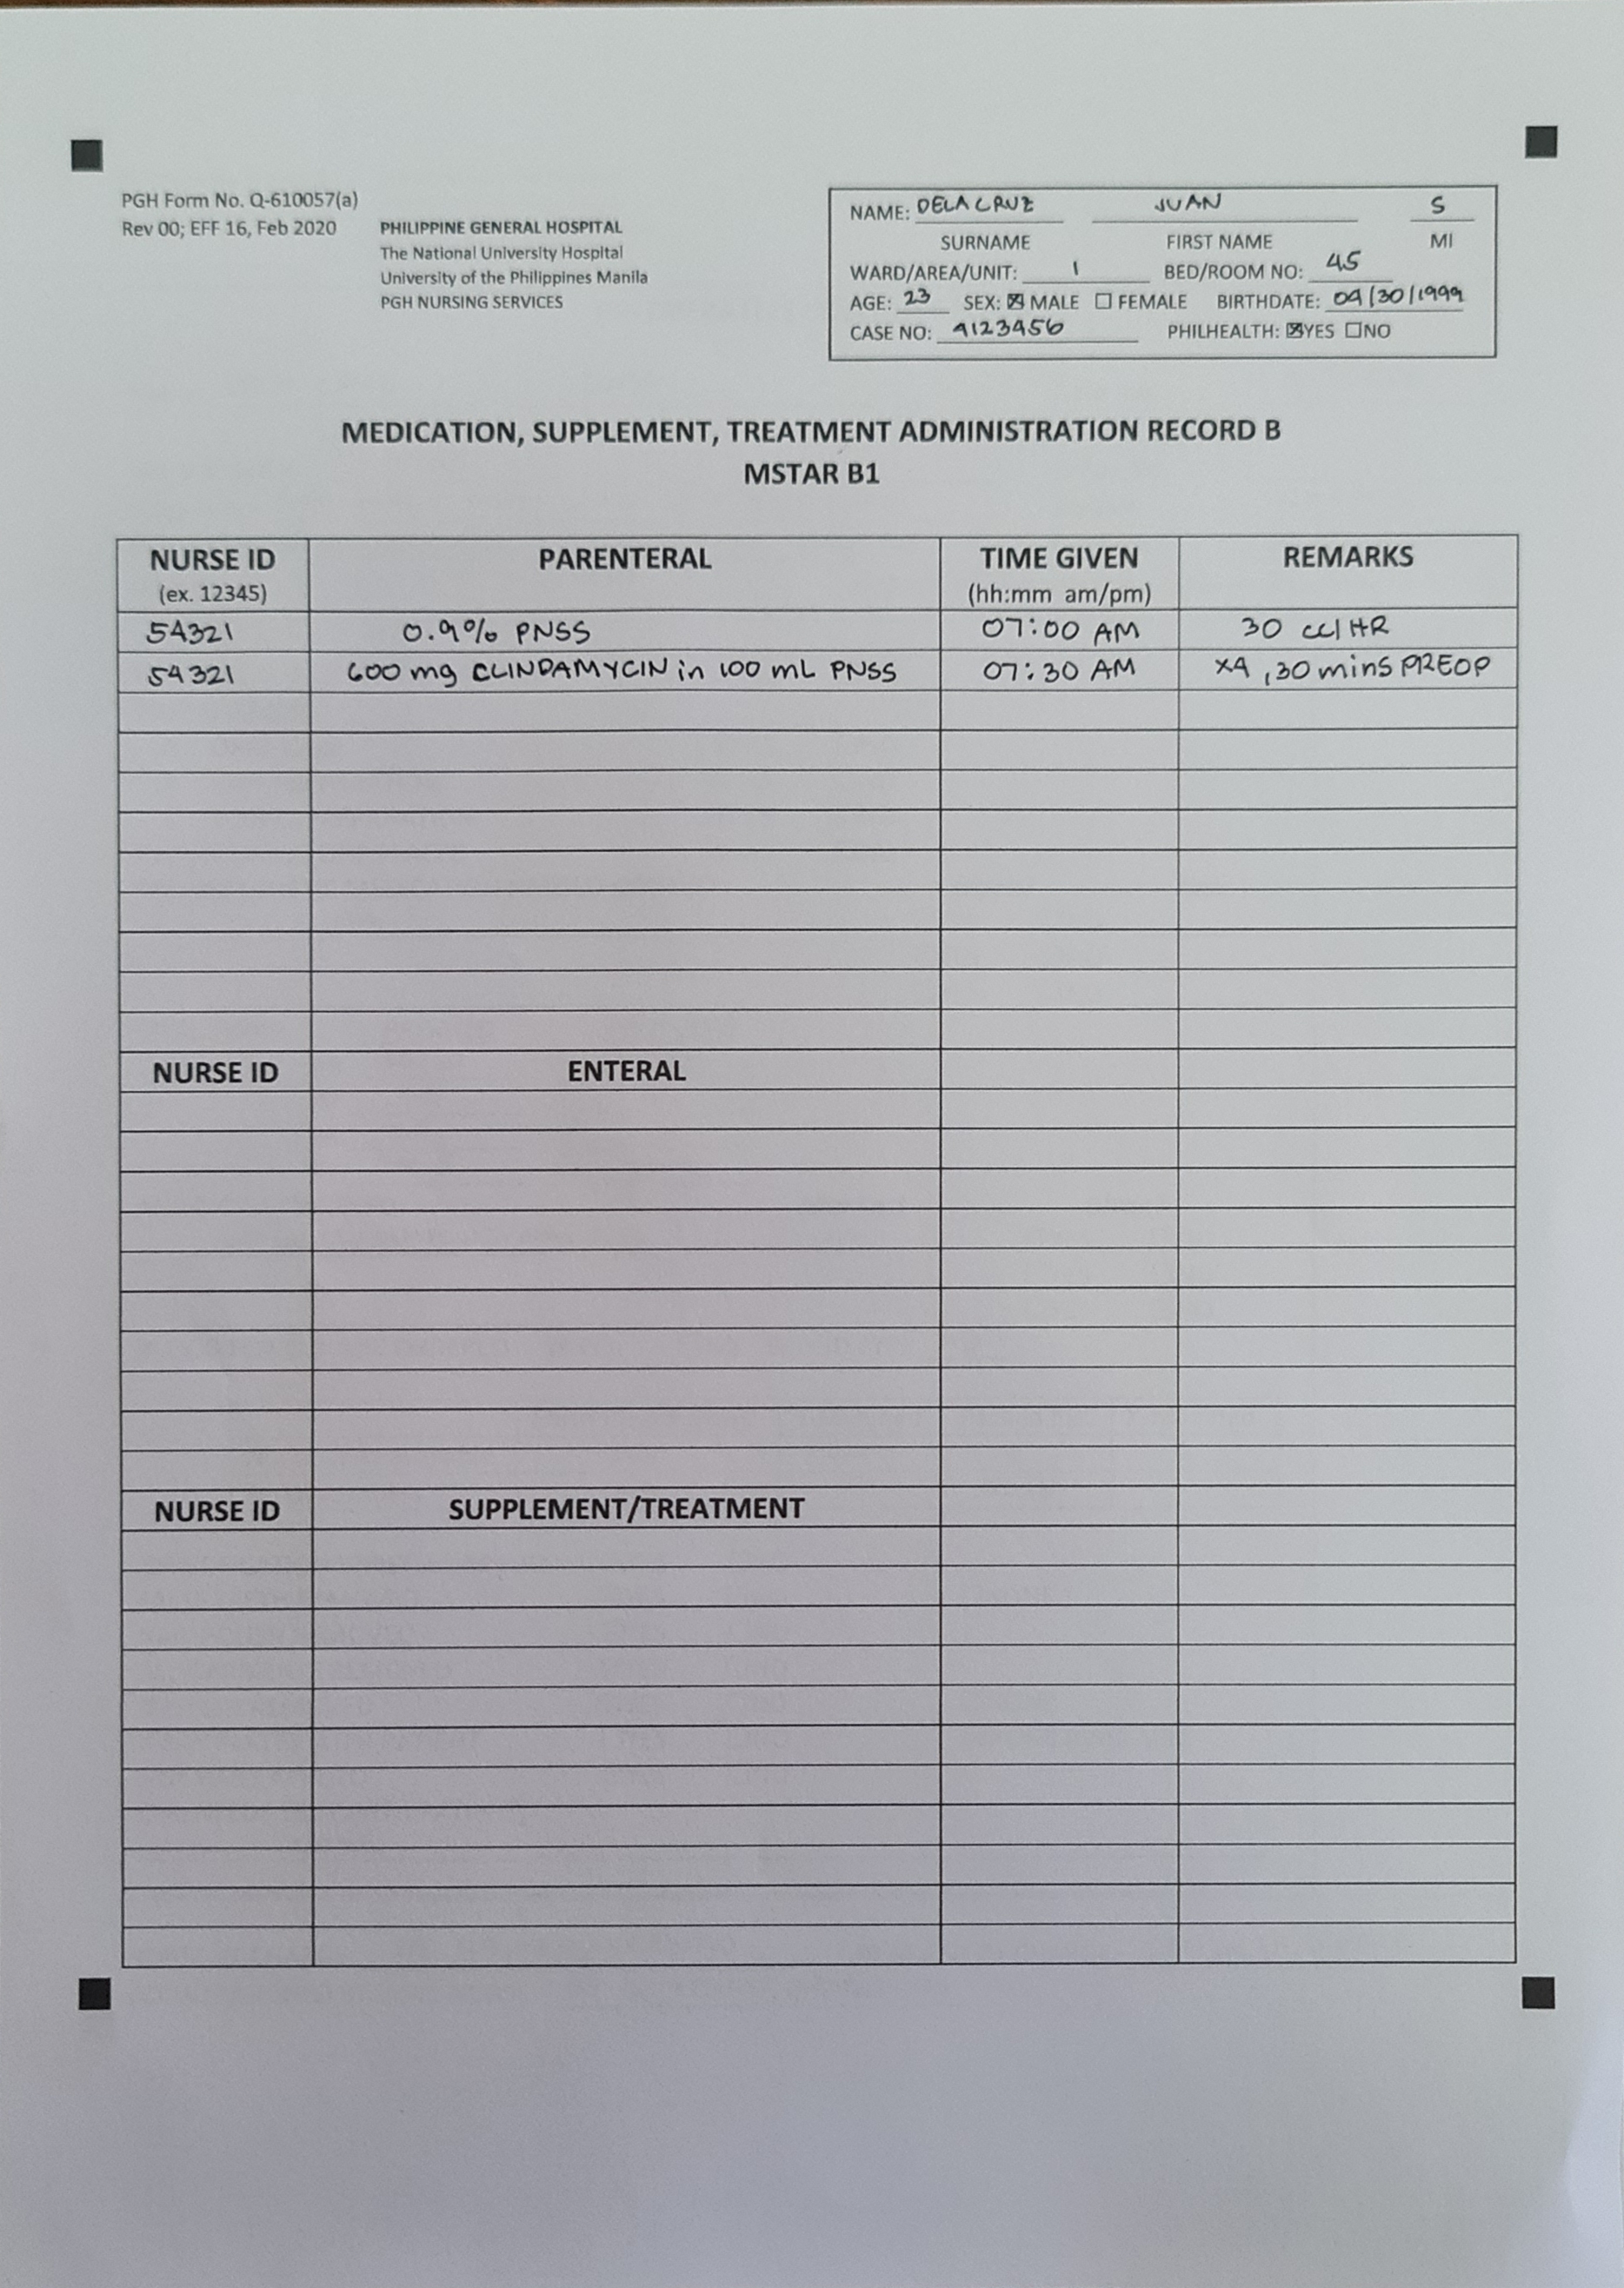 PGH Form No. Q-610057(a)
Rev 00; EFF 16, Feb 2020
PHILIPPINE GENERAL HOSPITAL
The National University Hospital
University of the Philippines Manila
PGH NURSING SERVICES
NAME: DELA CRUZ JUAN S
SURNAME FIRST NAME MI
WARD/AREA/UNIT: 1 BED/ROOM NO: 45
AGE: 23 SEX: ☒ MALE ☐ FEMALE BIRTHDATE: 04/30/1999
CASE NO: 4123456 PHILHEALTH: ☒YES ☐NO
MEDICATION, SUPPLEMENT, TREATMENT ADMINISTRATION RECORD B
MSTAR B1
NURSE ID PARENTERAL TIME GIVEN REMARKS
(ex. 12345) (hh:mm am/pm)
54321 0.9% PNSS 07:00 AM 30 cc/HR
54321 600 mg CLINDAMYCIN in 100 mL PNSS 07:30 AM x4, 30 mins PREOP
NURSE ID ENTERAL
NURSE ID SUPPLEMENT/TREATMENT